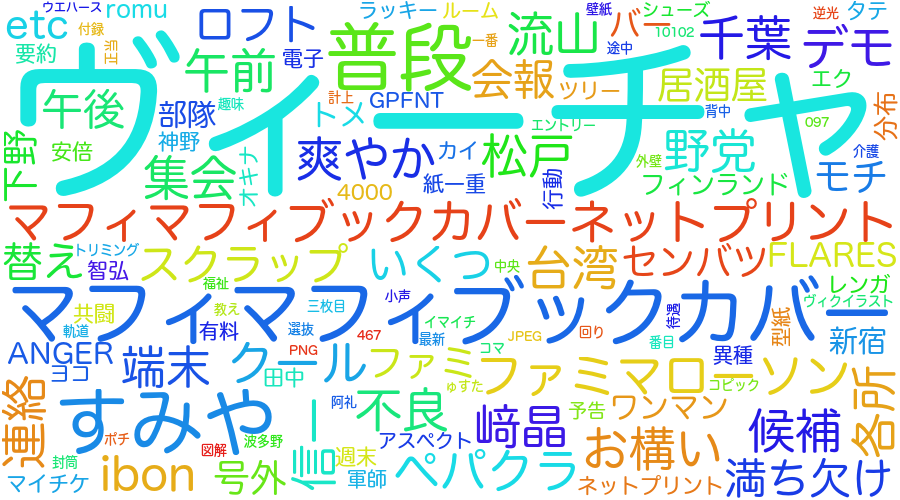 ウエハース romu ロフト ラッキー ルーム 壁紙 シューズ 逆光 タテ
etc 付録 一番 バー 10102 千葉 デモ
要約 訂正 午前 電子 普段 会報 流山 途中
ヴィーチャ
計上 ツリー 居酒屋 エク
午後 部隊 趣味 トメ GPFNT 背中 097 分布
下野 安倍 神野 エントリー 野党 介護
集会 オキナ 爽やか カイ 松戸 外壁 モチ
4000 紙一重 行動 フィンランド
マフィマフィブックカバーネットプリント
替え トリミング 智弘 スクラップ いくつ 中央 台湾 センバツ FLARES
福祉 レンガ
マフィマフィブックカバー
共闘 教え 三枚目 小声 待遇 ヴィクイラスト
軌道 有料 選抜 467 イマイチ 最新 コマ JPEG 回り 番目 型紙 新宿
ANGER ヨコ 端末 クール PNG 田中 ファミ 異種
ファミマローソン
連絡 すみや 阿礼 ゅすた コピック 各所
ー信 不良 﨑晶 予告 ワンマン 候補
ポチ 図解 波多野 アスペクト お構い
封筒 マイチケ ibon 号外 週末 軍師 ペパクラ ネットプリント 満ち欠け